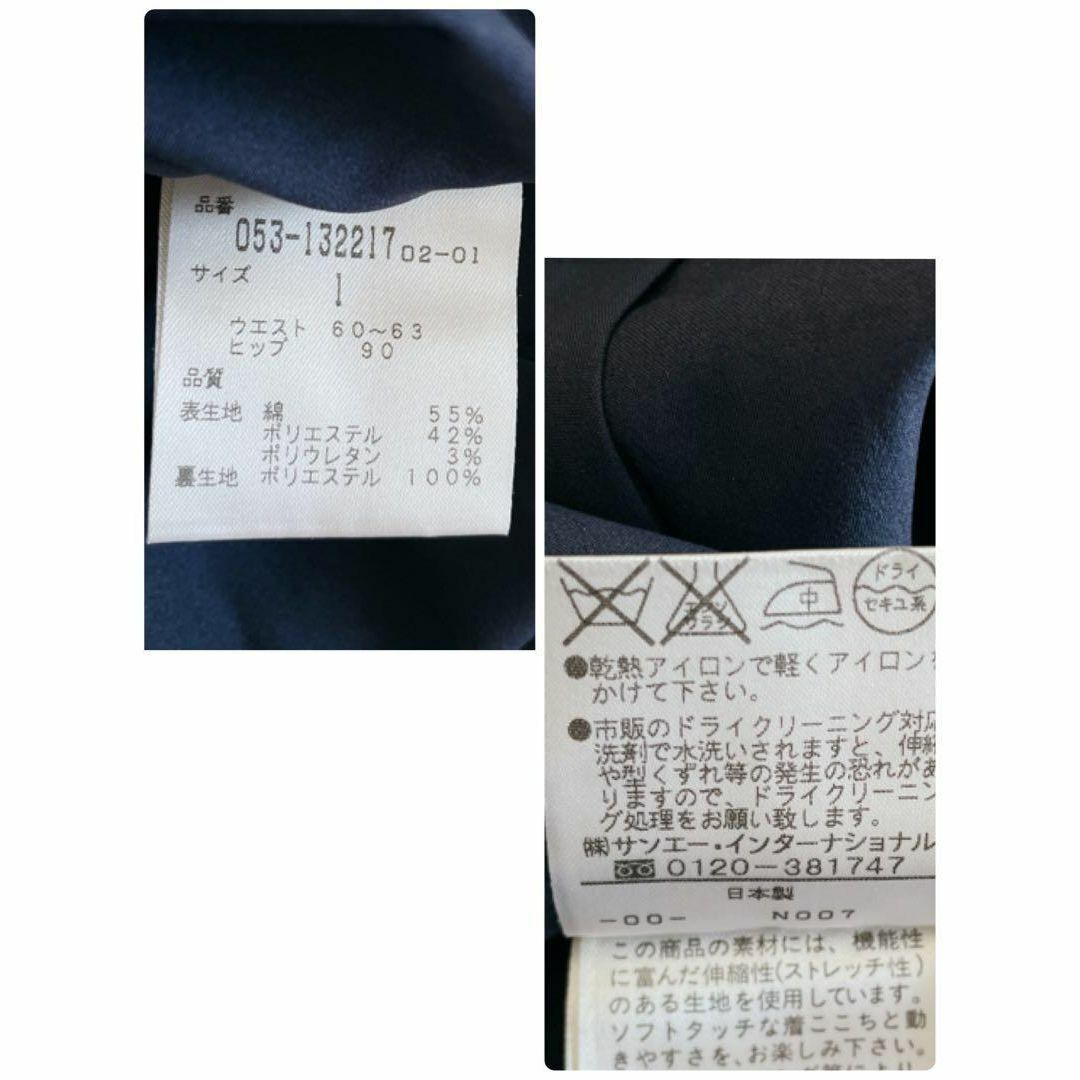 品番
053-132217 02-01
サイズ
1
ウエスト 60～63
ヒップ 90
品質
表生地 綿 55%
ポリエステル 42%
ポリウレタン 3%
裏生地 ポリエステル 100%
エンソ サラシ 中 ドライ セキユ系
●乾熱アイロンで軽くアイロンを
かけて下さい。
●市販のドライクリーニング対応
洗剤で水洗いされますと、伸縮
や型くずれ等の発生の恐れがあ
りますので、ドライクリーニン
グ処理をお願い致します。
㈱サンエー・インターナショナル
0120-381747
日本製
-00- N007
この商品の素材には、機能性
に富んだ伸縮性(ストレッチ性)
のある生地を使用しています。
ソフトタッチな着ここちと動
きやすさを、お楽しみ下さい。